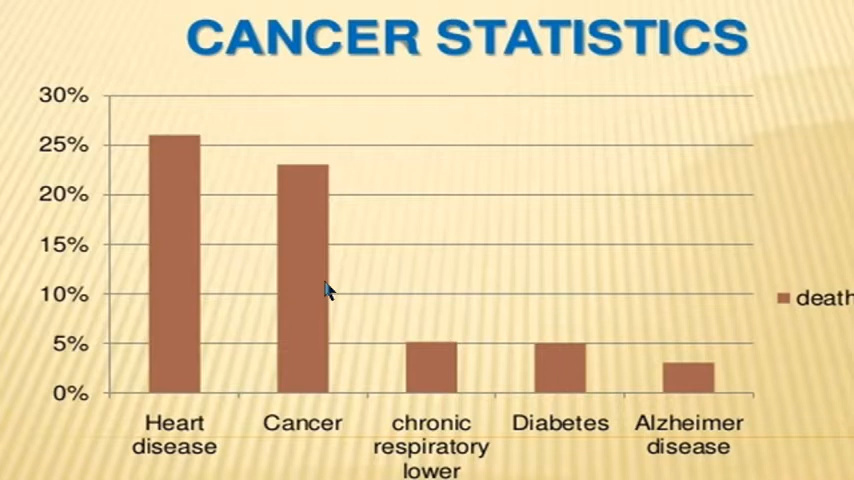 CANCER STATISTICS
30%
25%
20%
15%
10%
5%
0%
Heart
disease
Cancer
chronic
respiratory
lower
Diabetes
Alzheimer
disease
death